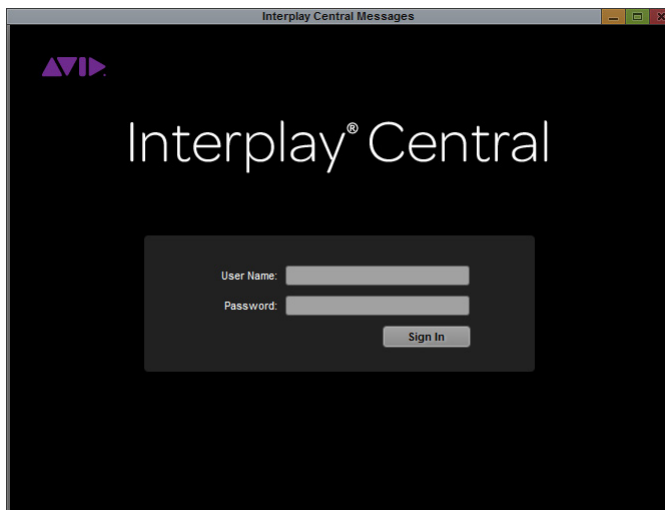 Interplay Central Messages
AVID
Interplay® Central
User Name:
Password:
Sign In